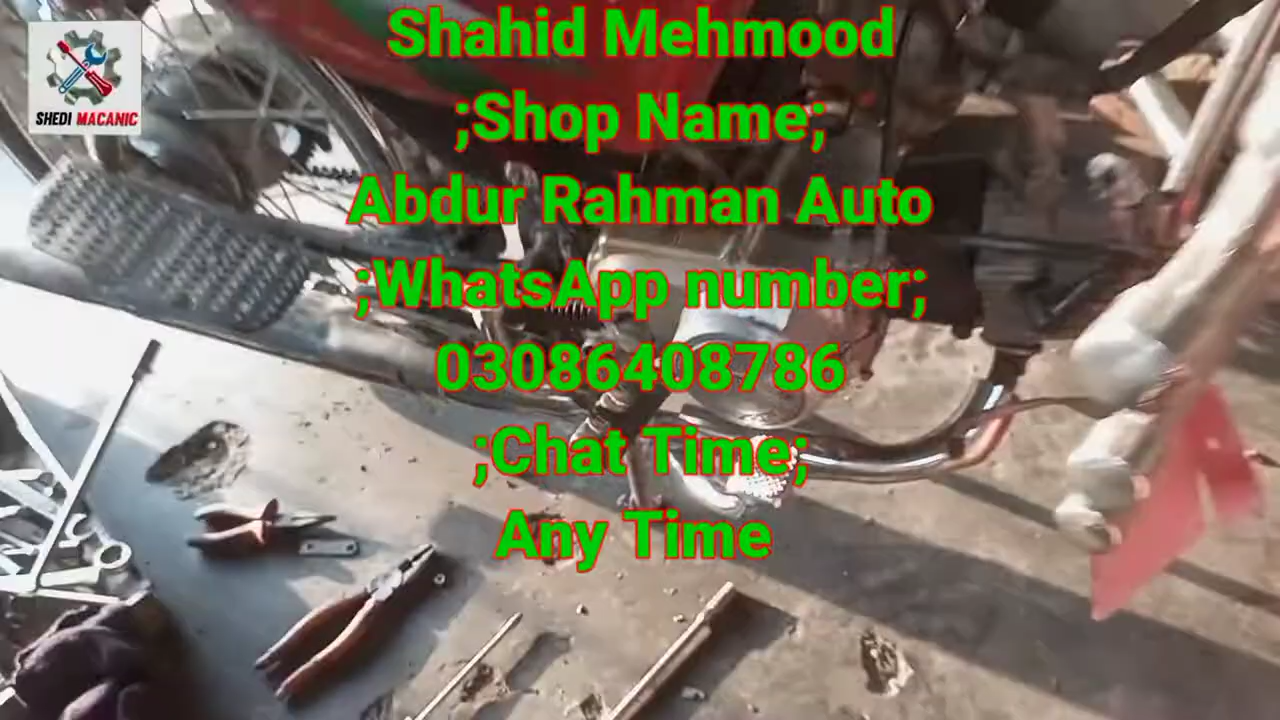 SHEDI MACANIC
Shahid Mehmood
;Shop Name;
Abdur Rahman Auto
;WhatsApp number;
03086408786
;Chat Time;
Any Time